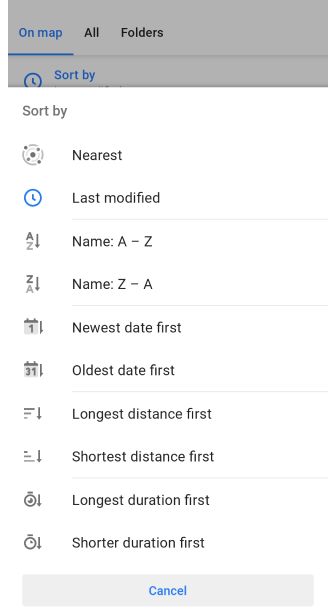 On map All Folders
Sort by
Sort by
Nearest
Last modified
Name: A – Z
Name: Z – A
Newest date first
Oldest date first
Longest distance first
Shortest distance first
Longest duration first
Shorter duration first
Cancel